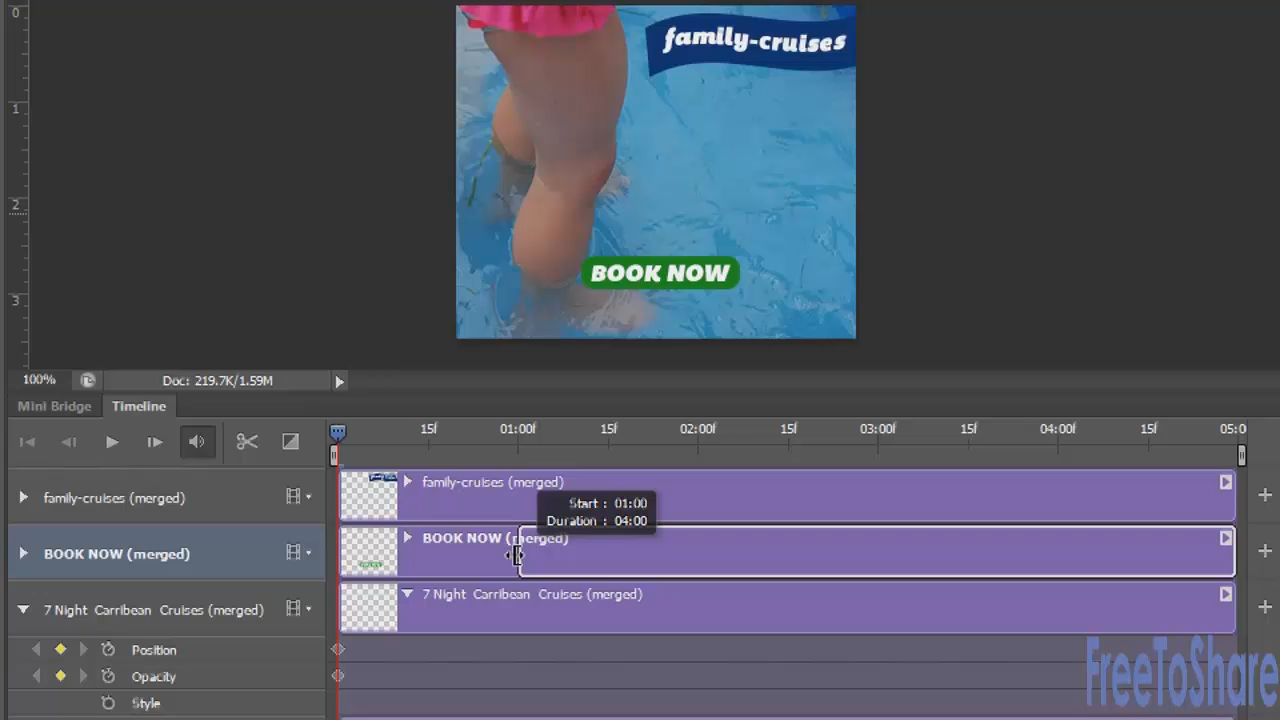 0
family-cruises
1
2
BOOK NOW
3
100%
Doc: 219.7K/1.59M
Mini Bridge
Timeline
15f
01:00f
15f
02:00f
15f
03:00f
15f
04:00f
15f
05:0
family-cruises (merged)
family-cruises (merged)
Start : 01:00
Duration : 04:00
BOOK NOW (merged)
BOOK NOW (merged)
7 Night Carribean Cruises (merged)
7 Night Carribean Cruises (merged)
Position
Opacity
Style
FreeToShare